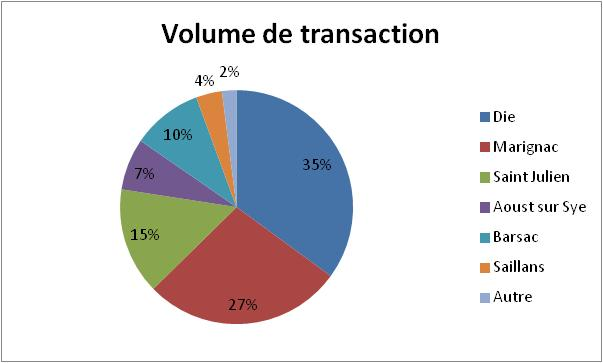 Volume de transaction
2%
4%
10%
35%
7%
15%
27%
Die
Marignac
Saint Julien
Aoust sur Sye
Barsac
Saillans
Autre